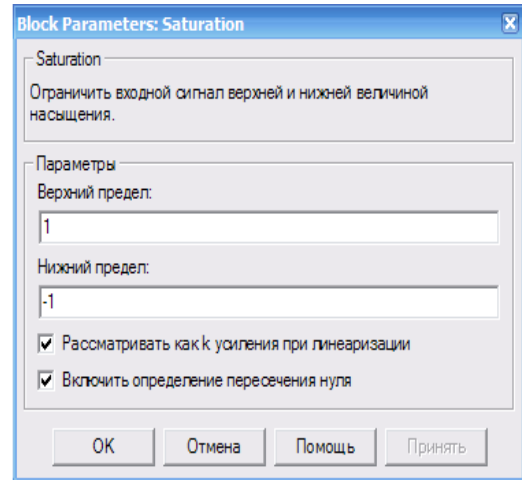 Block Parameters: Saturation
Saturation
Ограничить входной сигнал верхней и нижней величиной
насыщения.
Параметры
Верхний предел:
1
Нижний предел:
-1
Рассматривать как k усиления при линеаризации
Включить определение пересечения нуля
OK Отмена Помощь Принять